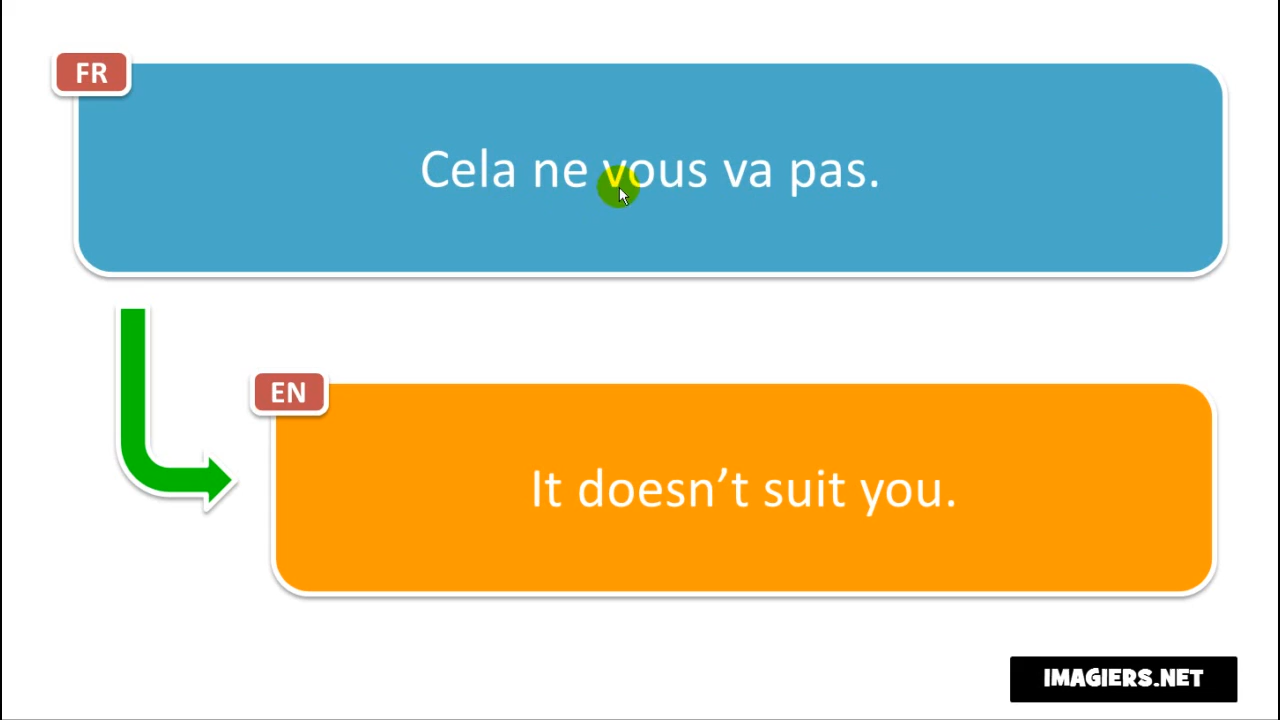 FR
Cela ne vous va pas.
EN
It doesn’t suit you.
IMAGIERS.NET